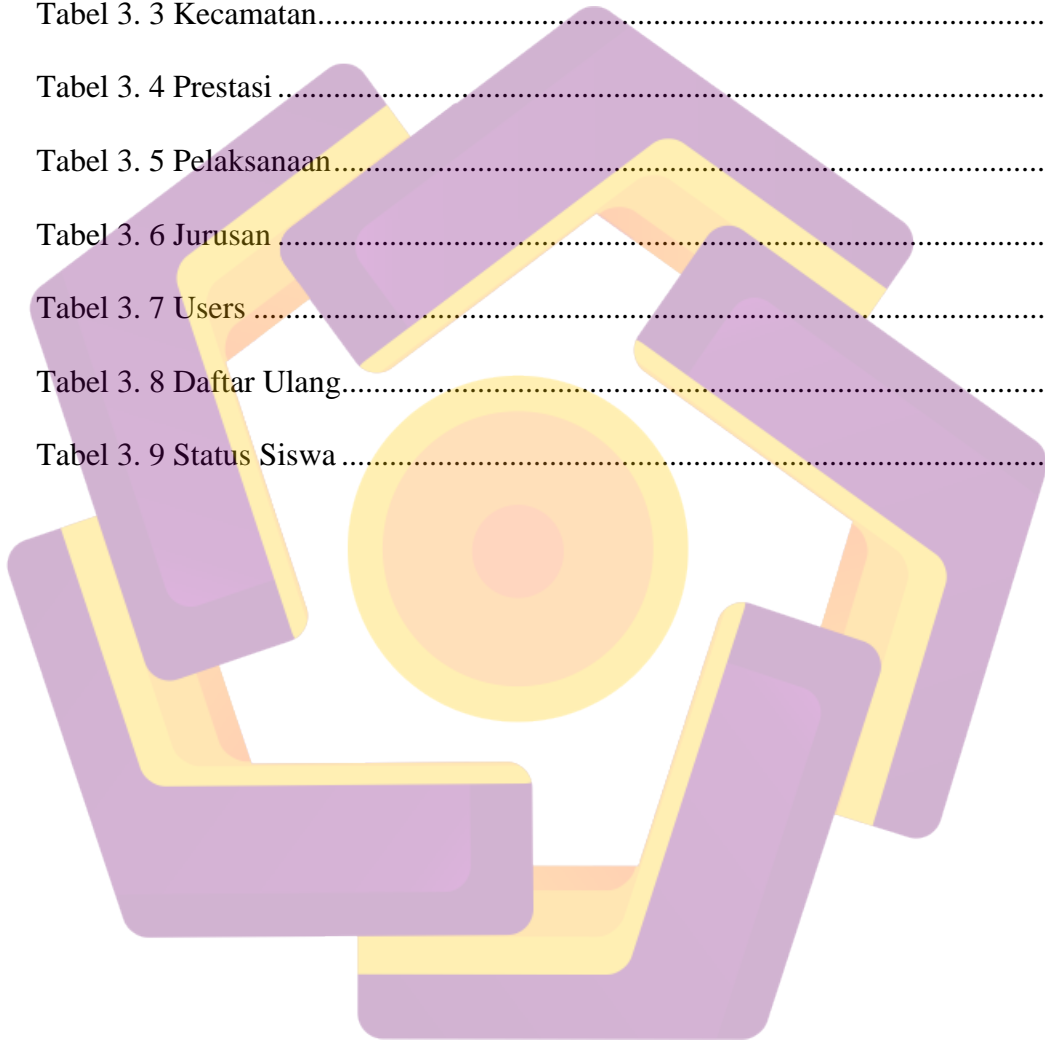 Tabel 3. 3 Kecamatan..........................................................................................
Tabel 3. 4 Prestasi ...............................................................................................
Tabel 3. 5 Pelaksanaan........................................................................................
Tabel 3. 6 Jurusan ...............................................................................................
Tabel 3. 7 Users ..................................................................................................
Tabel 3. 8 Daftar Ulang.......................................................................................
Tabel 3. 9 Status Siswa .......................................................................................